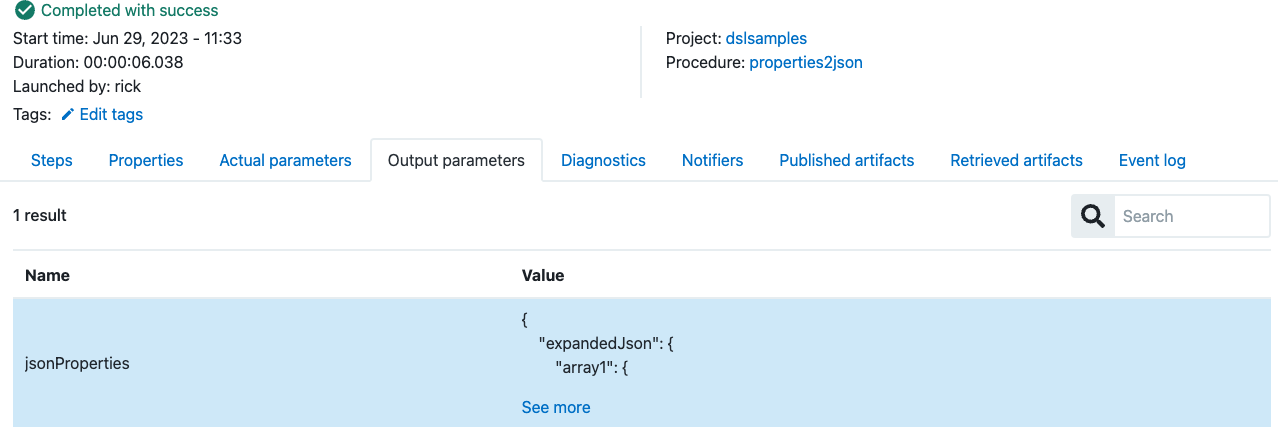 Completed with success
Start time: Jun 29, 2023 - 11:33
Duration: 00:00:06.038
Launched by: rick
Tags: Edit tags
Project: dslsamples
Procedure: properties2json
Steps Properties Actual parameters Output parameters Diagnostics Notifiers Published artifacts Retrieved artifacts Event log
1 result
Search
Name Value
jsonProperties
{
"expandedJson": {
"array1": {
See more